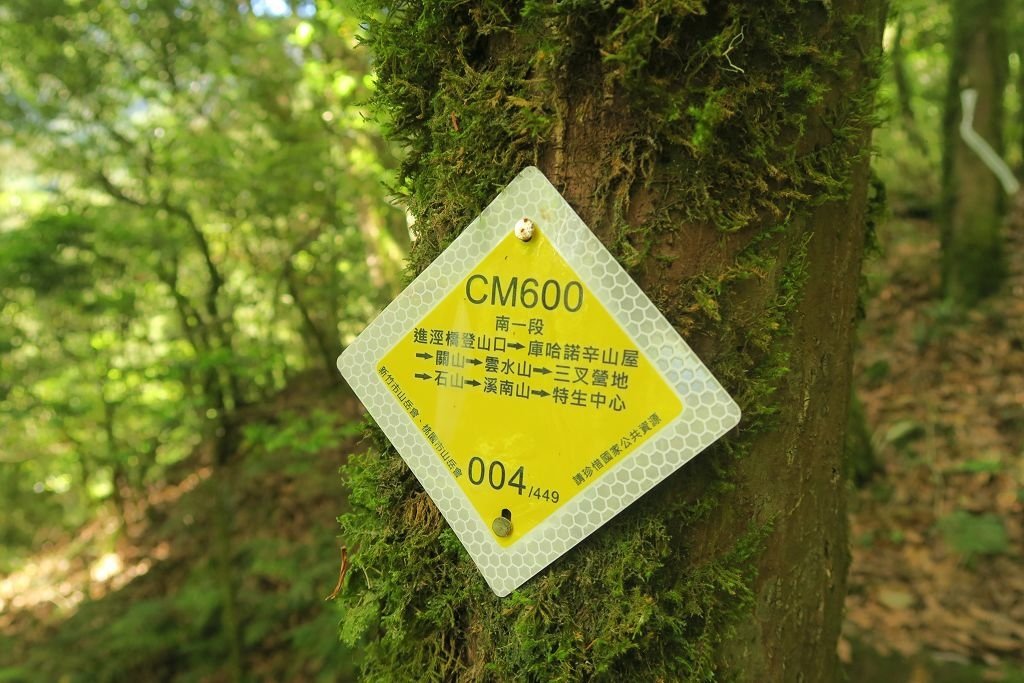 CM600
南一段
進涇橋登山口➡庫哈諾辛山屋
➡關山➡雲水山➡三叉營地
➡石山➡溪南山➡特生中心
新竹市山岳會、桃園市山岳會
請珍惜國家公共資源
004/449